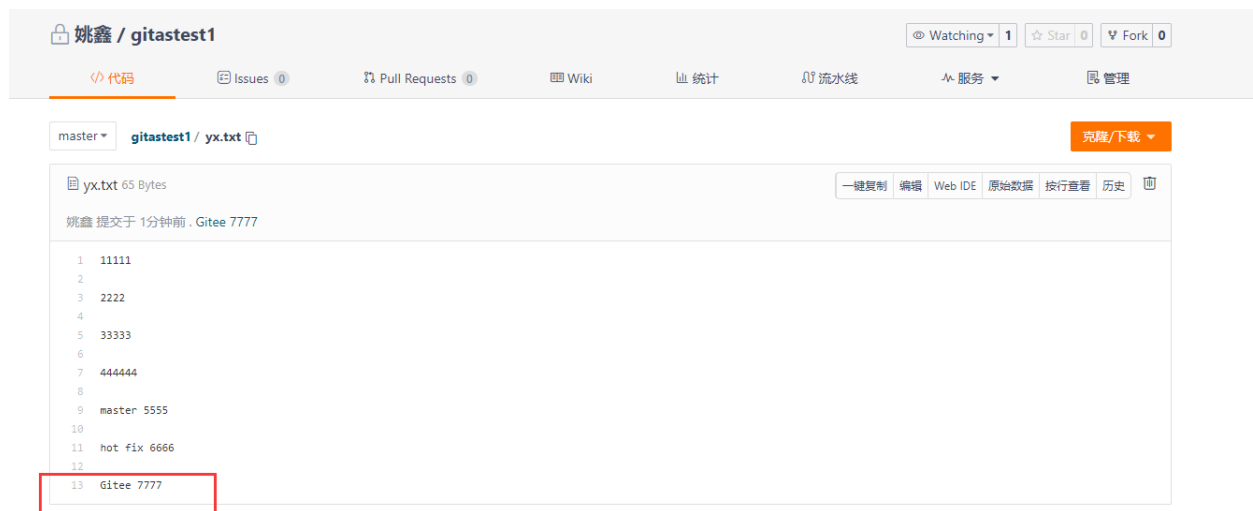 姚鑫 / gitastest1
Watching 1 Star 0 Fork 0
代码 Issues 0 Pull Requests 0 Wiki 统计 流水线 服务 管理
master gitastest1 / yx.txt 克隆/下载
yx.txt 65 Bytes 一键复制 编辑 Web IDE 原始数据 按行查看 历史
姚鑫 提交于 1分钟前 . Gitee 7777
1 11111
2
3 2222
4
5 33333
6
7 444444
8
9 master 5555
10
11 hot fix 6666
12
13 Gitee 7777